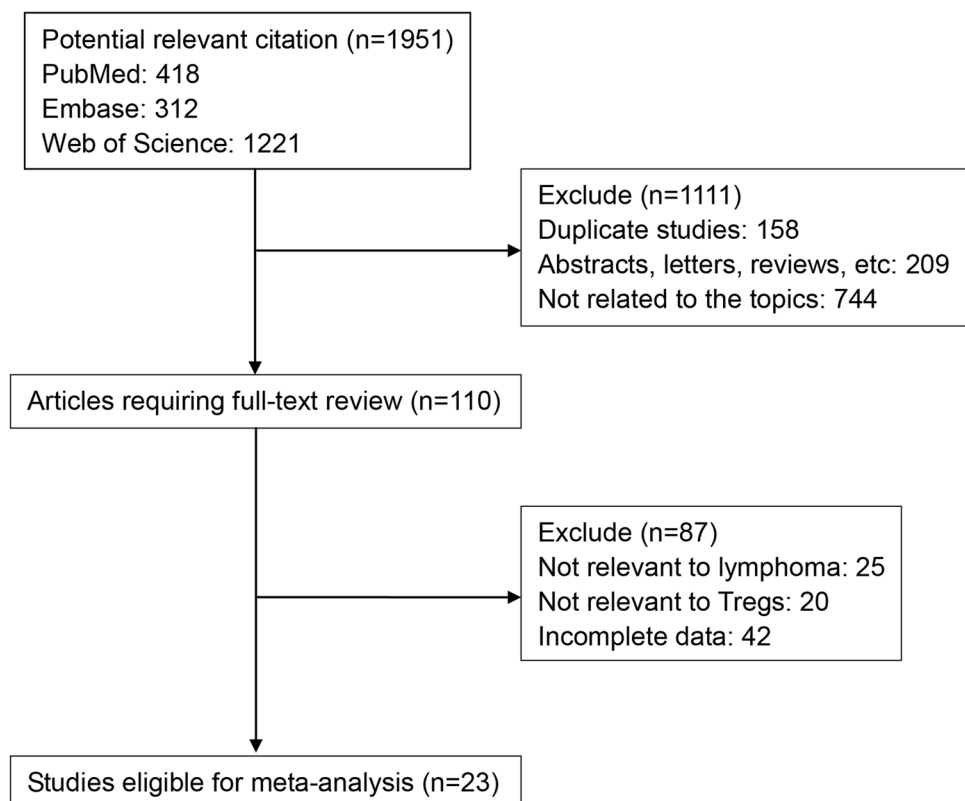 Potential relevant citation (n=1951)
PubMed: 418
Embase: 312
Web of Science: 1221
Exclude (n=1111)
Duplicate studies: 158
Abstracts, letters, reviews, etc: 209
Not related to the topics: 744
Articles requiring full-text review (n=110)
Exclude (n=87)
Not relevant to lymphoma: 25
Not relevant to Tregs: 20
Incomplete data: 42
Studies eligible for meta-analysis (n=23)